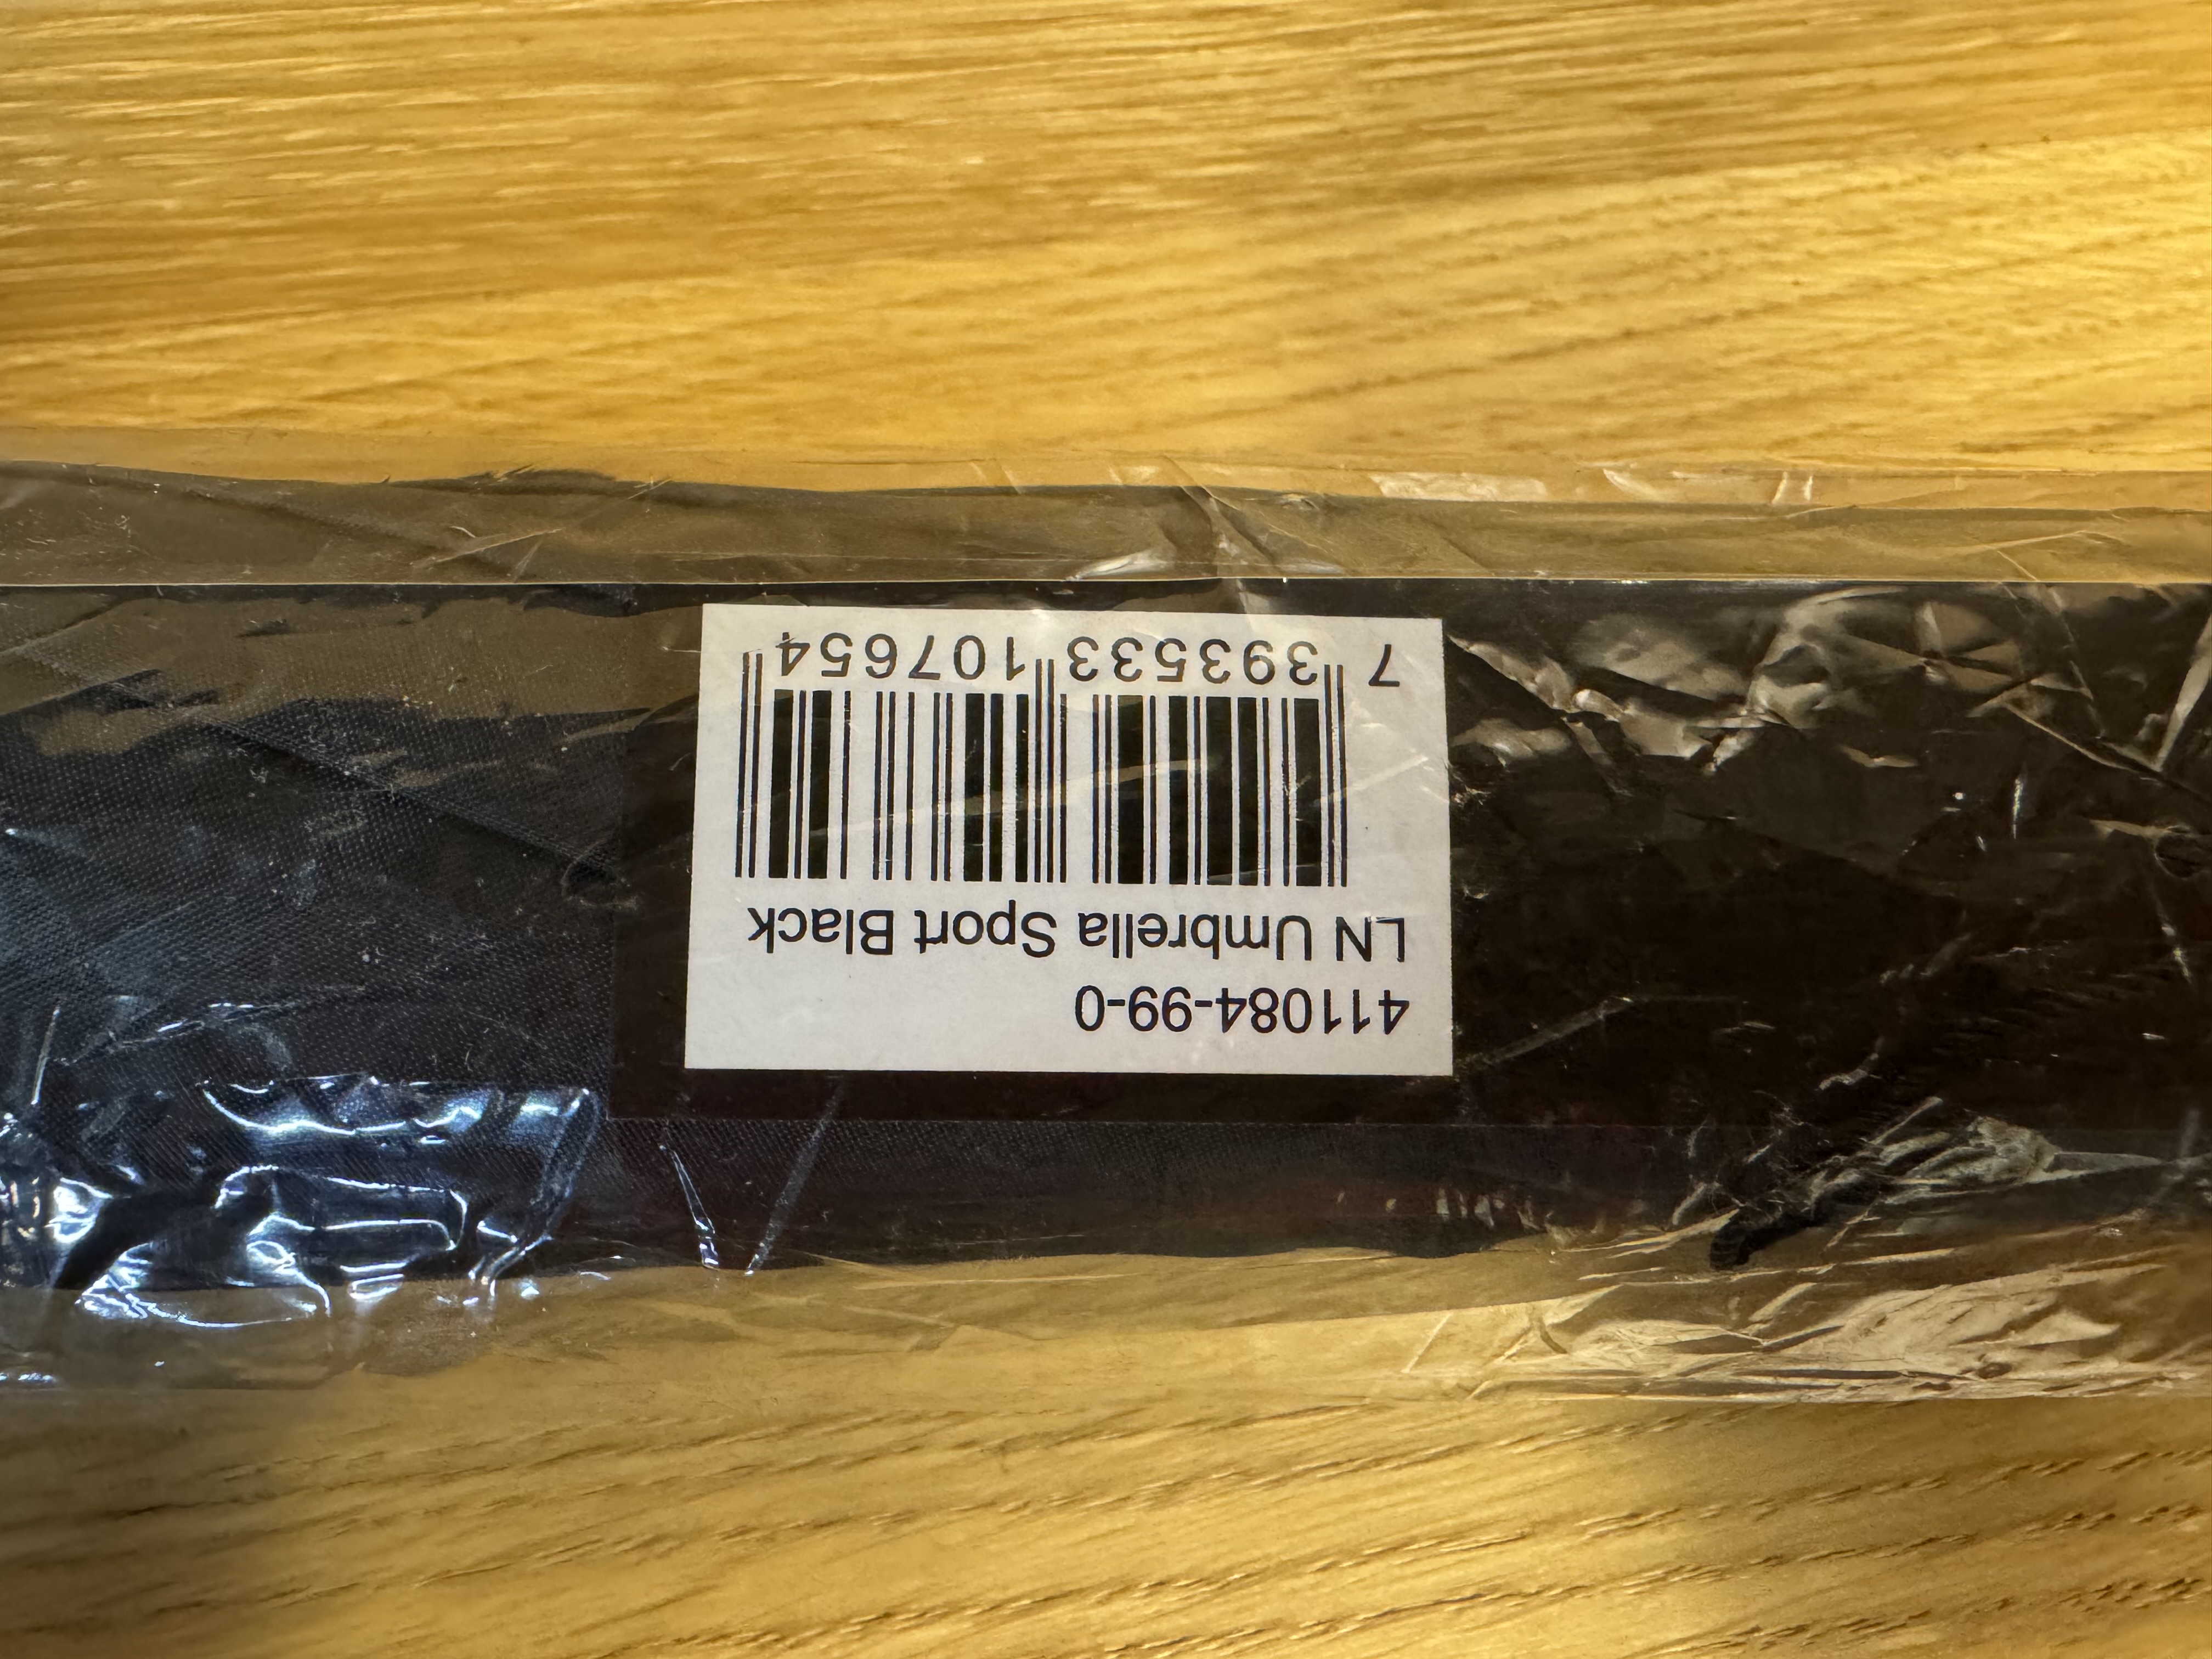 411084-99-0
LN Umbrella Sport Black
7 393533 107654